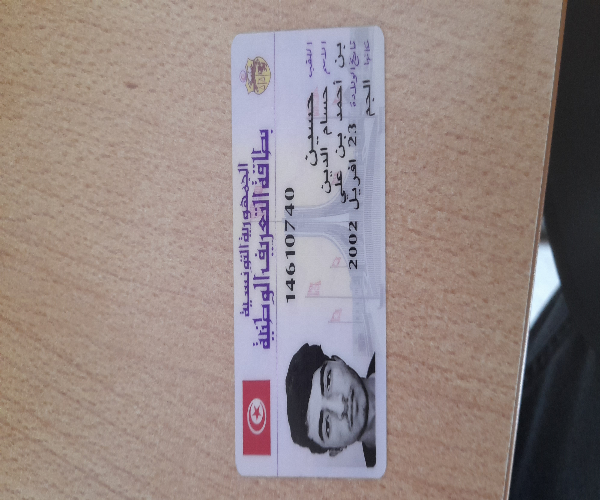 الجمهورية التونسية
بطاقة التعريف الوطنية
14610740
اللقب حسين
الاسم حسام الدين
بن أحمد بن علي
تاريخ الولادة 23 أفريل 2002
مكانها الجم